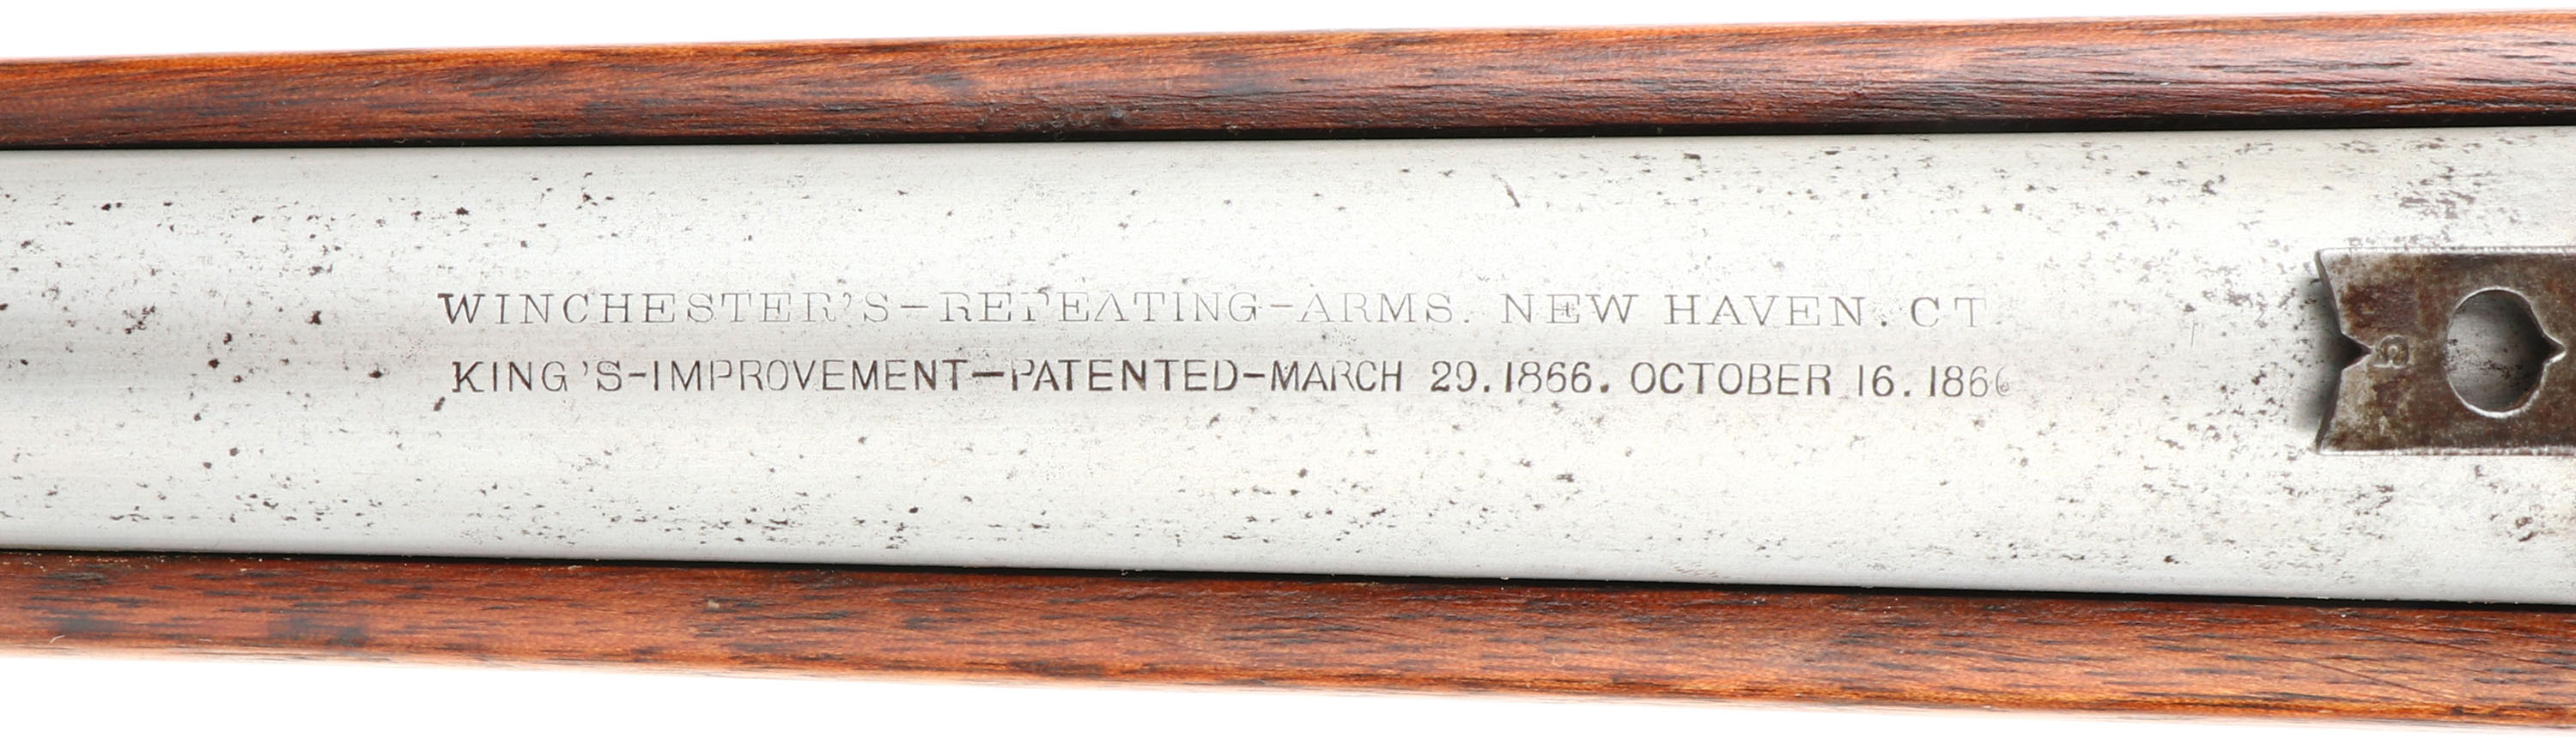 WINCHESTER'S-REPEATING-ARMS. NEW HAVEN. CT
KING'S-IMPROVEMENT-PATENTED-MARCH 29. 1866. OCTOBER 16. 1866